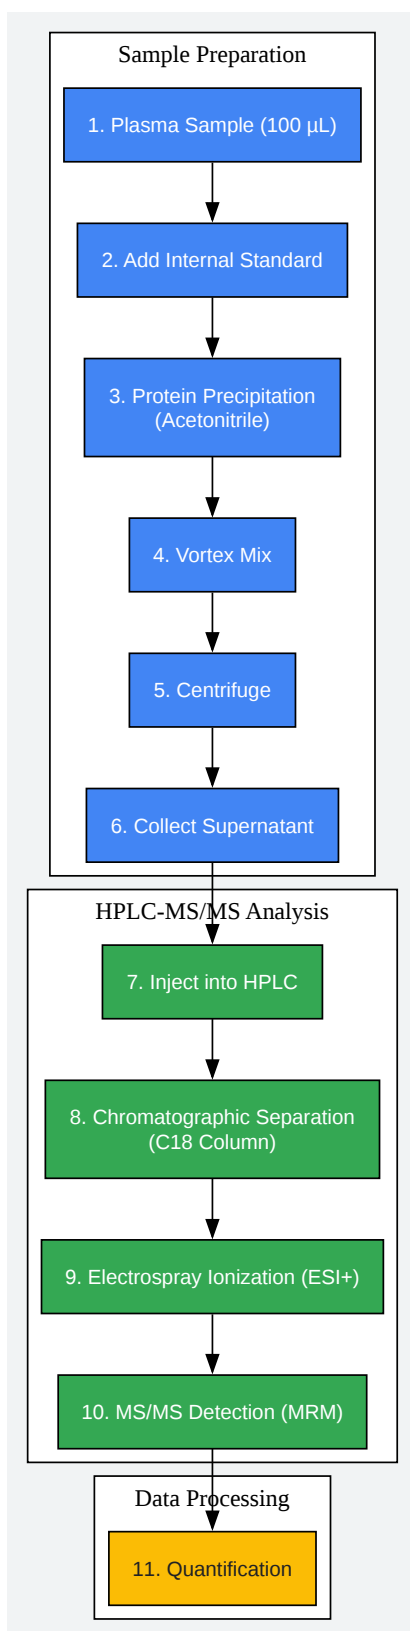 Sample Preparation
1. Plasma Sample (100 µL)
2. Add Internal Standard
3. Protein Precipitation
(Acetonitrile)
4. Vortex Mix
5. Centrifuge
6. Collect Supernatant
HPLC-MS/MS Analysis
7. Inject into HPLC
8. Chromatographic Separation
(C18 Column)
9. Electrospray Ionization (ESI+)
10. MS/MS Detection (MRM)
Data Processing
11. Quantification